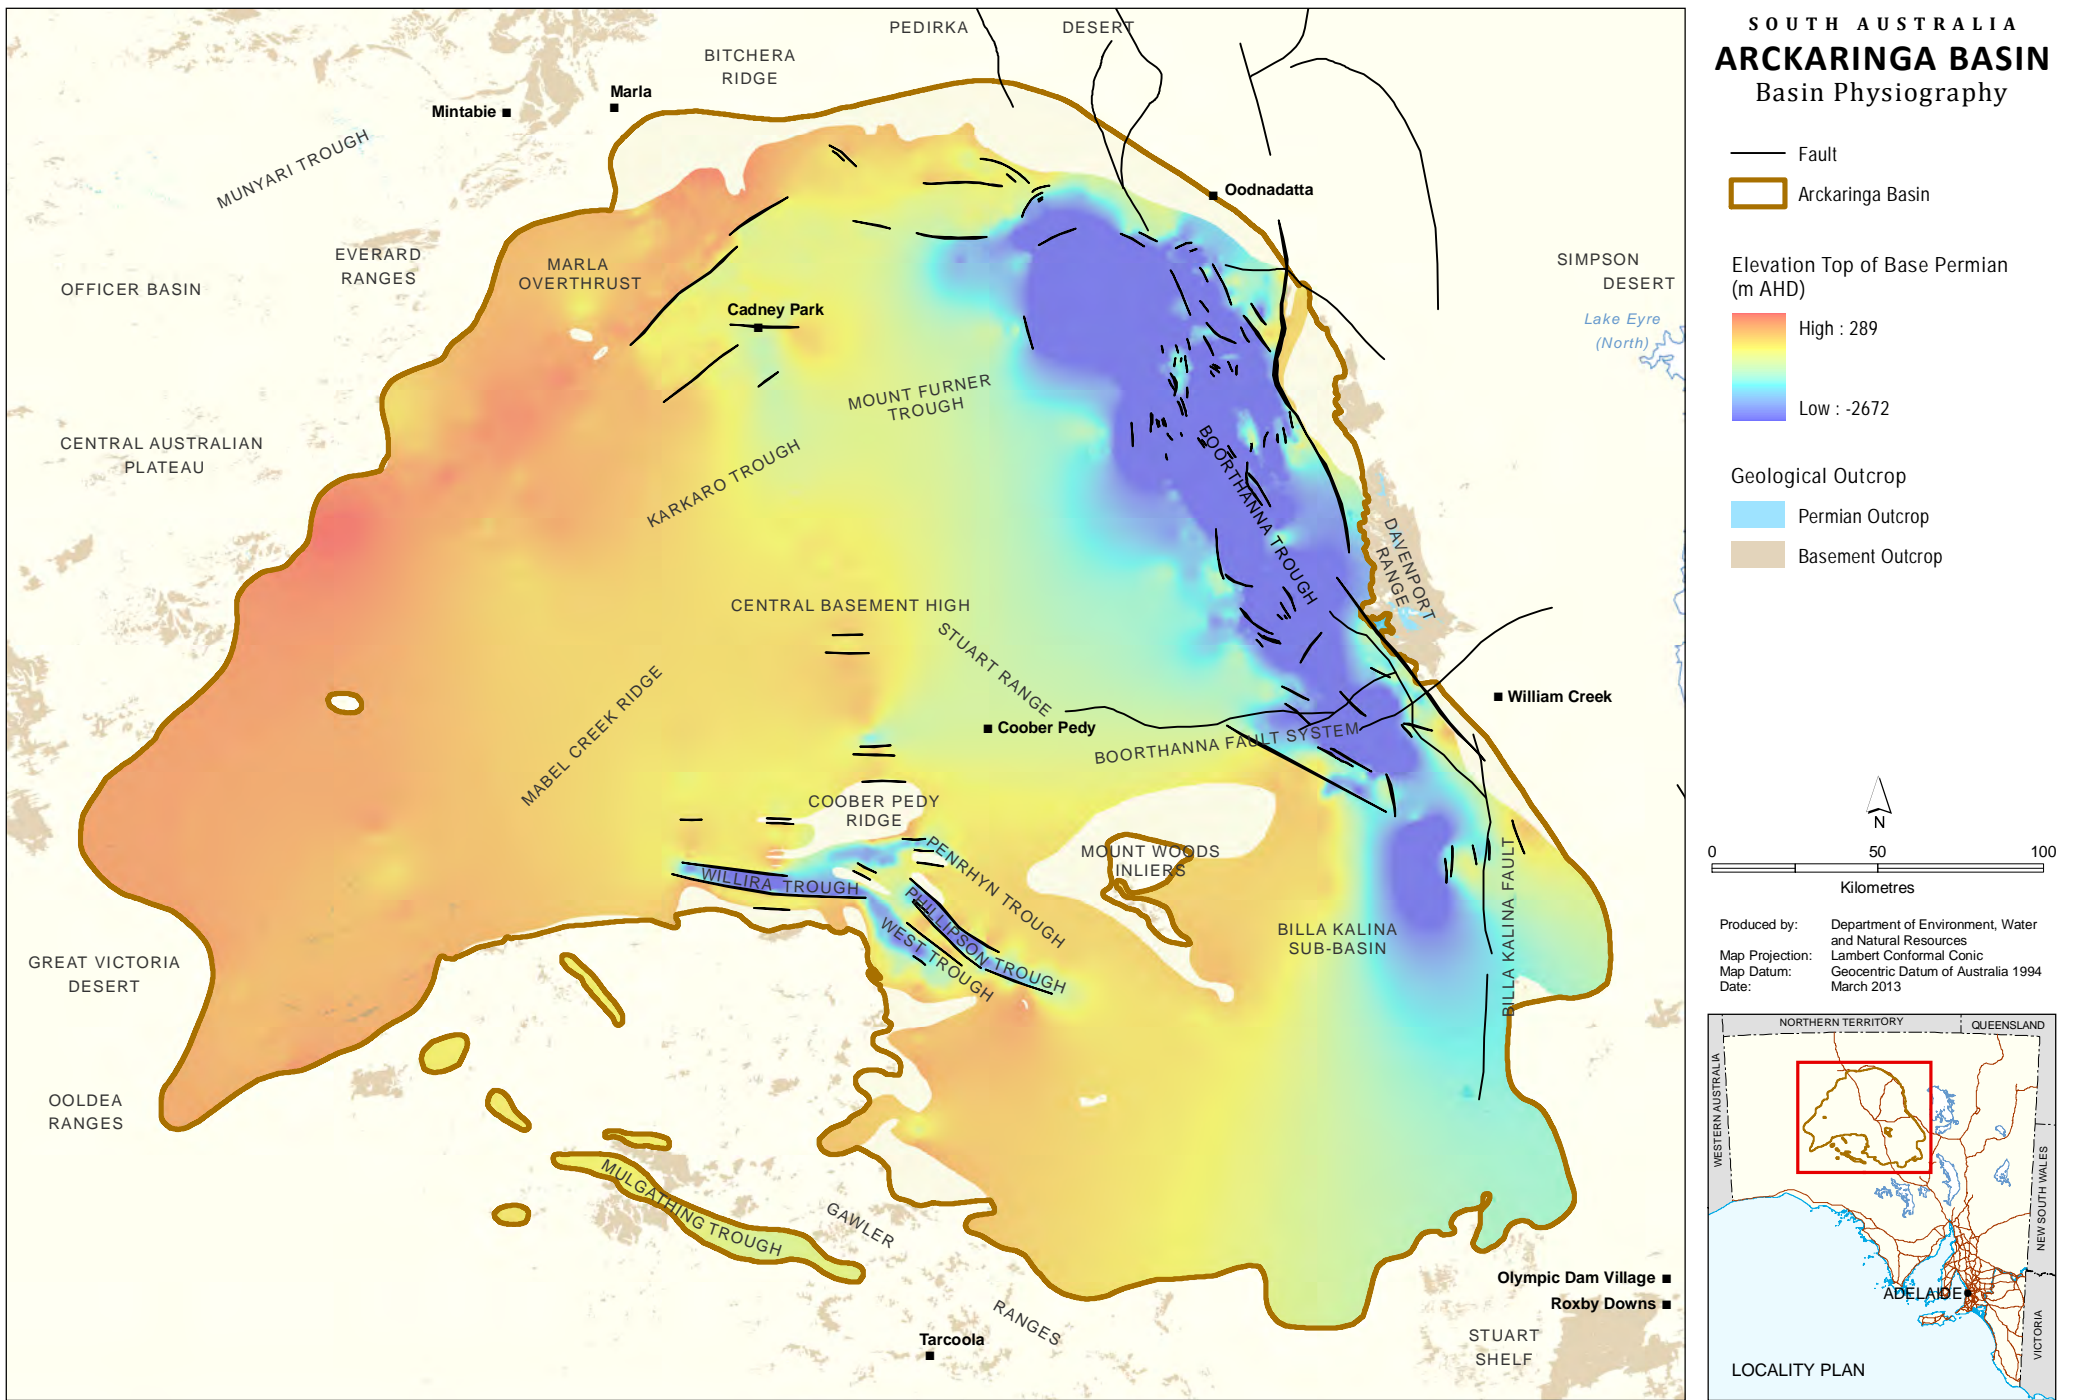 SOUTH AUSTRALIA
ARCKARINGA BASIN
Basin Physiography
Fault
Arckaringa Basin
Elevation Top of Base Permian
(m AHD)
High : 289
Low : -2672
Geological Outcrop
Permian Outcrop
Basement Outcrop
N
0 50 100
Kilometres
Produced by: Department of Environment, Water
and Natural Resources
Map Projection: Lambert Conformal Conic
Map Datum: Geocentric Datum of Australia 1994
Date: March 2013
NORTHERN TERRITORY
QUEENSLAND
WESTERN AUSTRALIA
NEW SOUTH WALES
VICTORIA
ADELAIDE
LOCALITY PLAN
PEDIRKA DESERT
BITCHERA
RIDGE
Marla
Mintabie
MUNYARI TROUGH
Oodnadatta
EVERARD
RANGES
MARLA
OVERTHRUST
OFFICER BASIN
SIMPSON
DESERT
Lake Eyre
(North)
Cadney Park
MOUNT FURNER
TROUGH
CENTRAL AUSTRALIAN
PLATEAU
KARKARO TROUGH
BOORTHANNA TROUGH
DAVENPORT
RANGE
CENTRAL BASEMENT HIGH
STUART RANGE
MABEL CREEK RIDGE
William Creek
Coober Pedy
BOORTHANNA FAULT SYSTEM
COOBER PEDY
RIDGE
MOUNT WOODS
INLIERS
PENRHYN TROUGH
WILLIRA TROUGH
PHILLIPSON TROUGH
WEST TROUGH
BILLA KALINA
SUB-BASIN
BILLA KALINA FAULT
GREAT VICTORIA
DESERT
OOLDEA
RANGES
MULGATHING TROUGH
GAWLER
RANGES
Tarcoola
Olympic Dam Village
Roxby Downs
STUART
SHELF